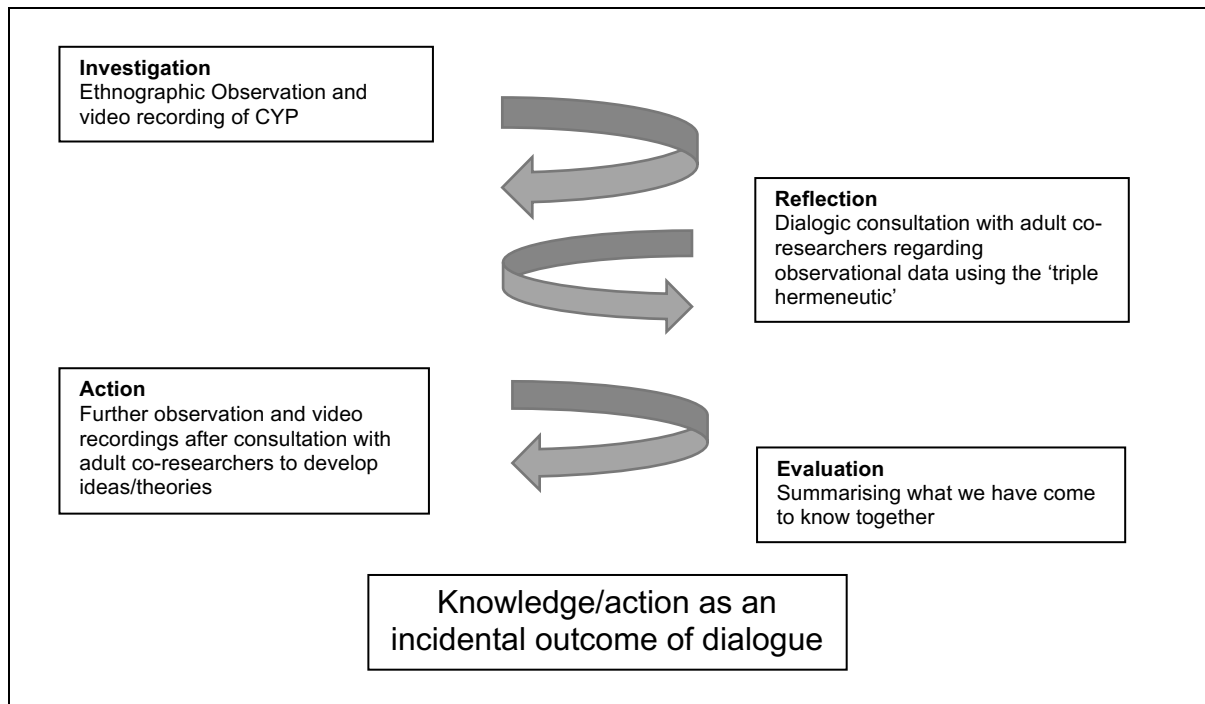 Investigation
Ethnographic Observation and
video recording of CYP
Reflection
Dialogic consultation with adult co-
researchers regarding
observational data using the ‘triple
hermeneutic’
Action
Further observation and video
recordings after consultation with
adult co-researchers to develop
ideas/theories
Evaluation
Summarising what we have come
to know together
Knowledge/action as an
incidental outcome of dialogue